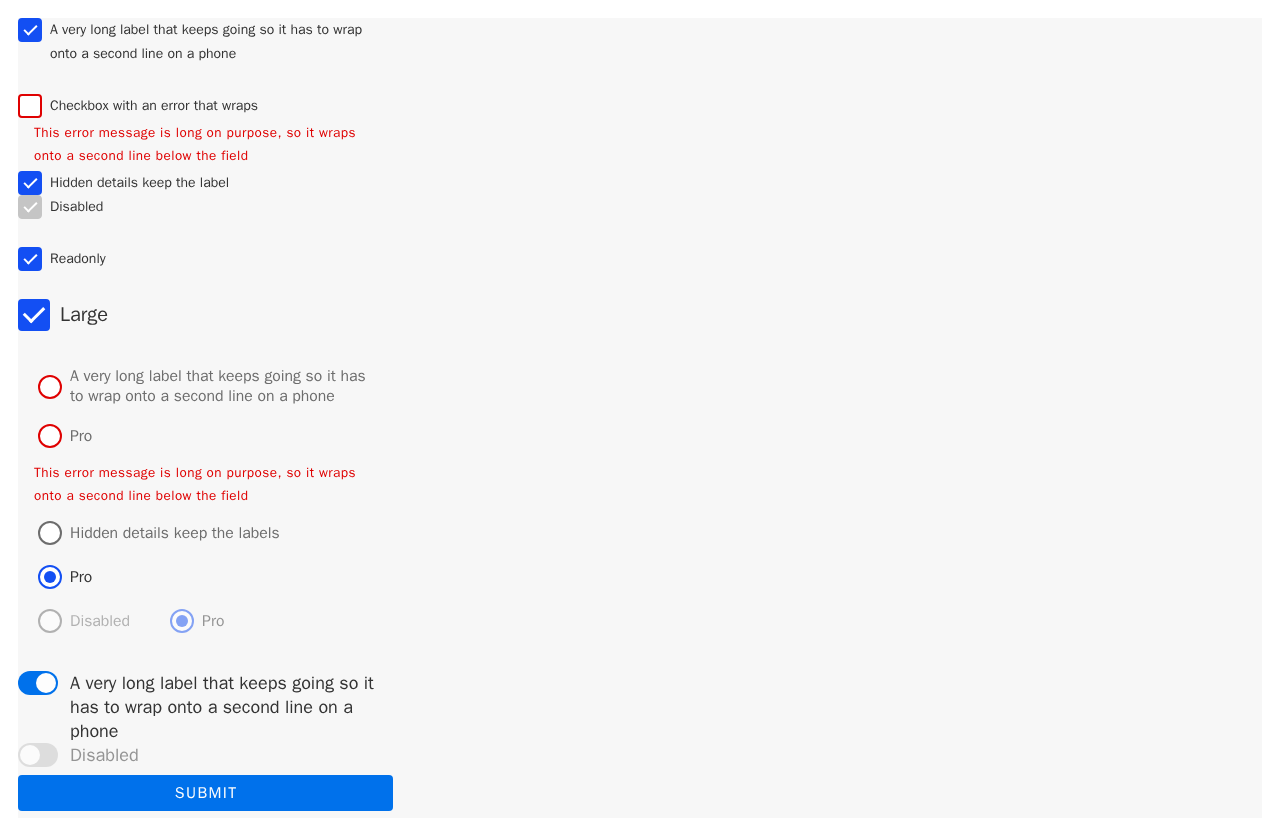 A very long label that keeps going so it has to wrap
onto a second line on a phone
Checkbox with an error that wraps
This error message is long on purpose, so it wraps
onto a second line below the field
Hidden details keep the label
Disabled
Readonly
Large
A very long label that keeps going so it has
to wrap onto a second line on a phone
Pro
This error message is long on purpose, so it wraps
onto a second line below the field
Hidden details keep the labels
Pro
Disabled Pro
A very long label that keeps going so it
has to wrap onto a second line on a
phone
Disabled
SUBMIT